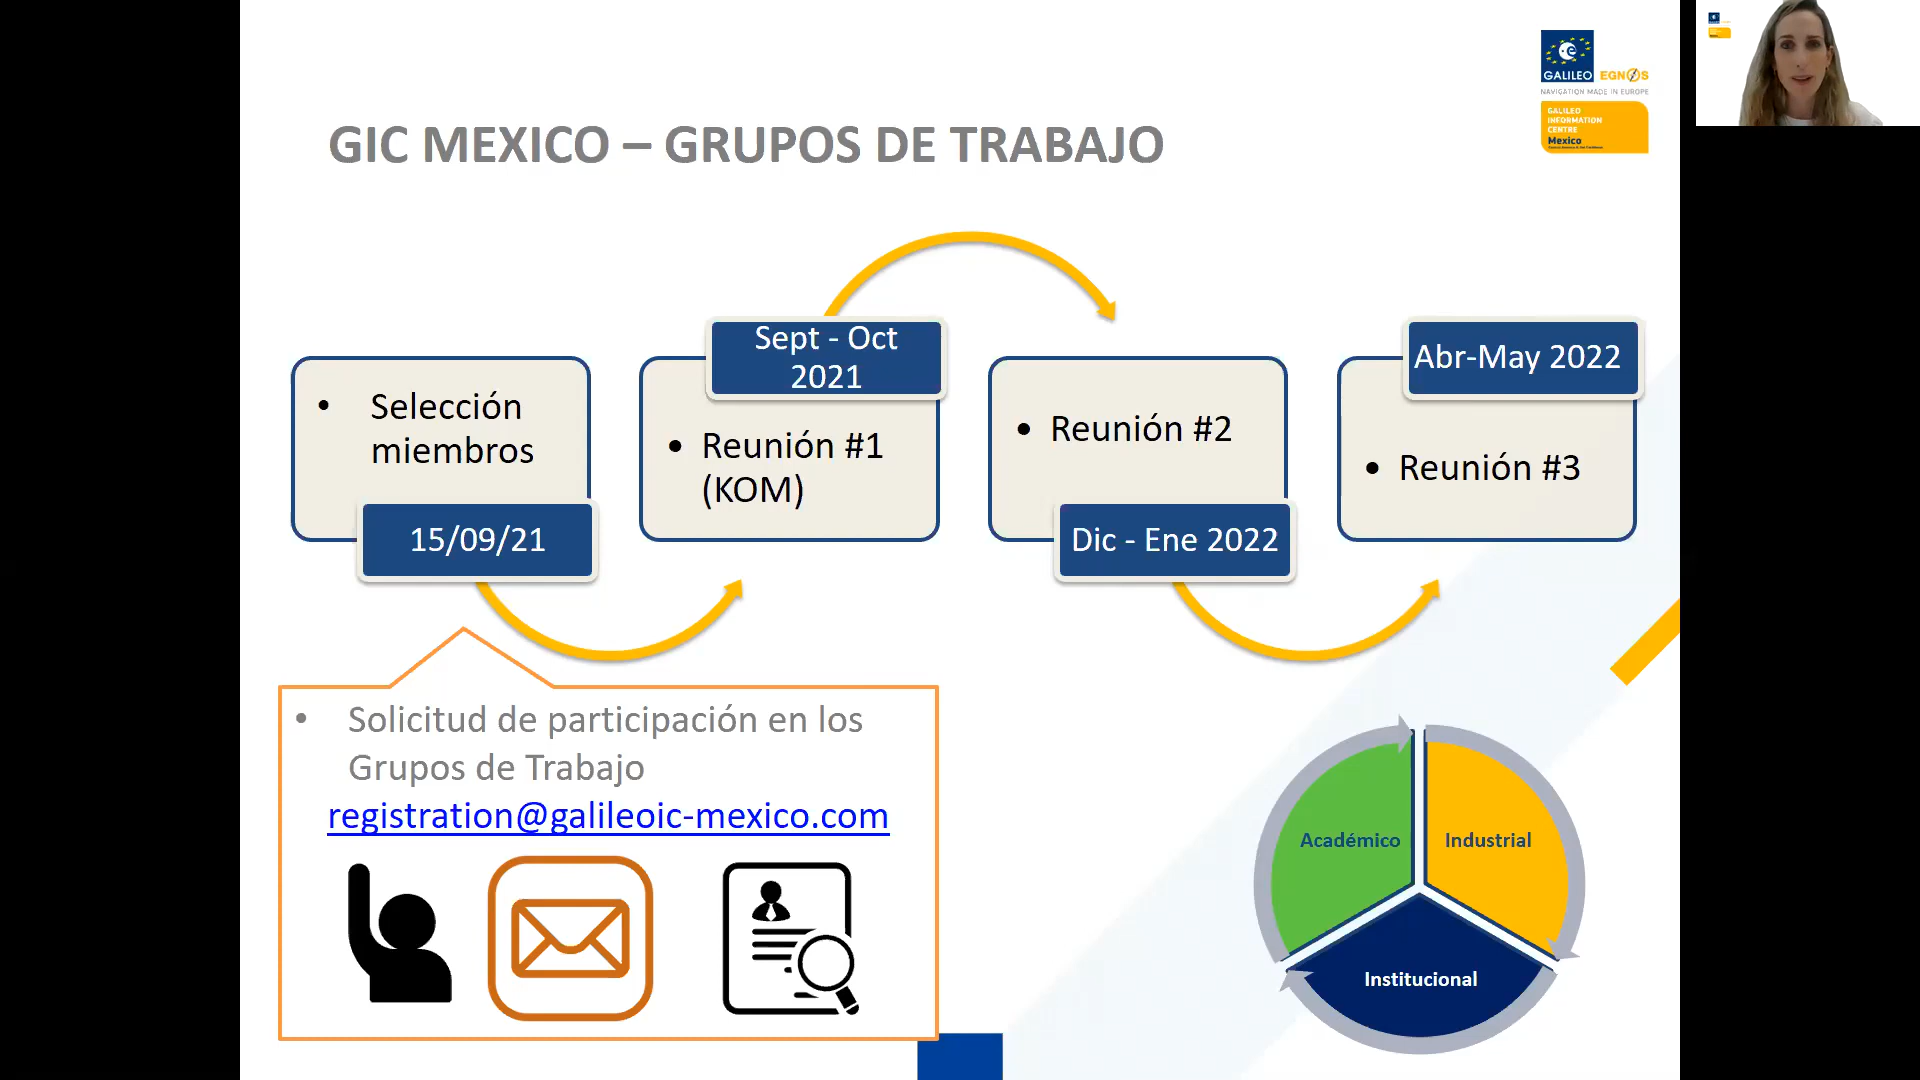 GALILEO EGNOS
NAVIGATION MADE IN EUROPE
GALILEO
INFORMATION
CENTRE
Mexico
GIC MEXICO – GRUPOS DE TRABAJO
• Selección
miembros
15/09/21
Sept - Oct
2021
• Reunión #1
(KOM)
• Reunión #2
Dic - Ene 2022
Abr-May 2022
• Reunión #3
• Solicitud de participación en los
Grupos de Trabajo
registration@galileoic-mexico.com
Académico
Industrial
Institucional